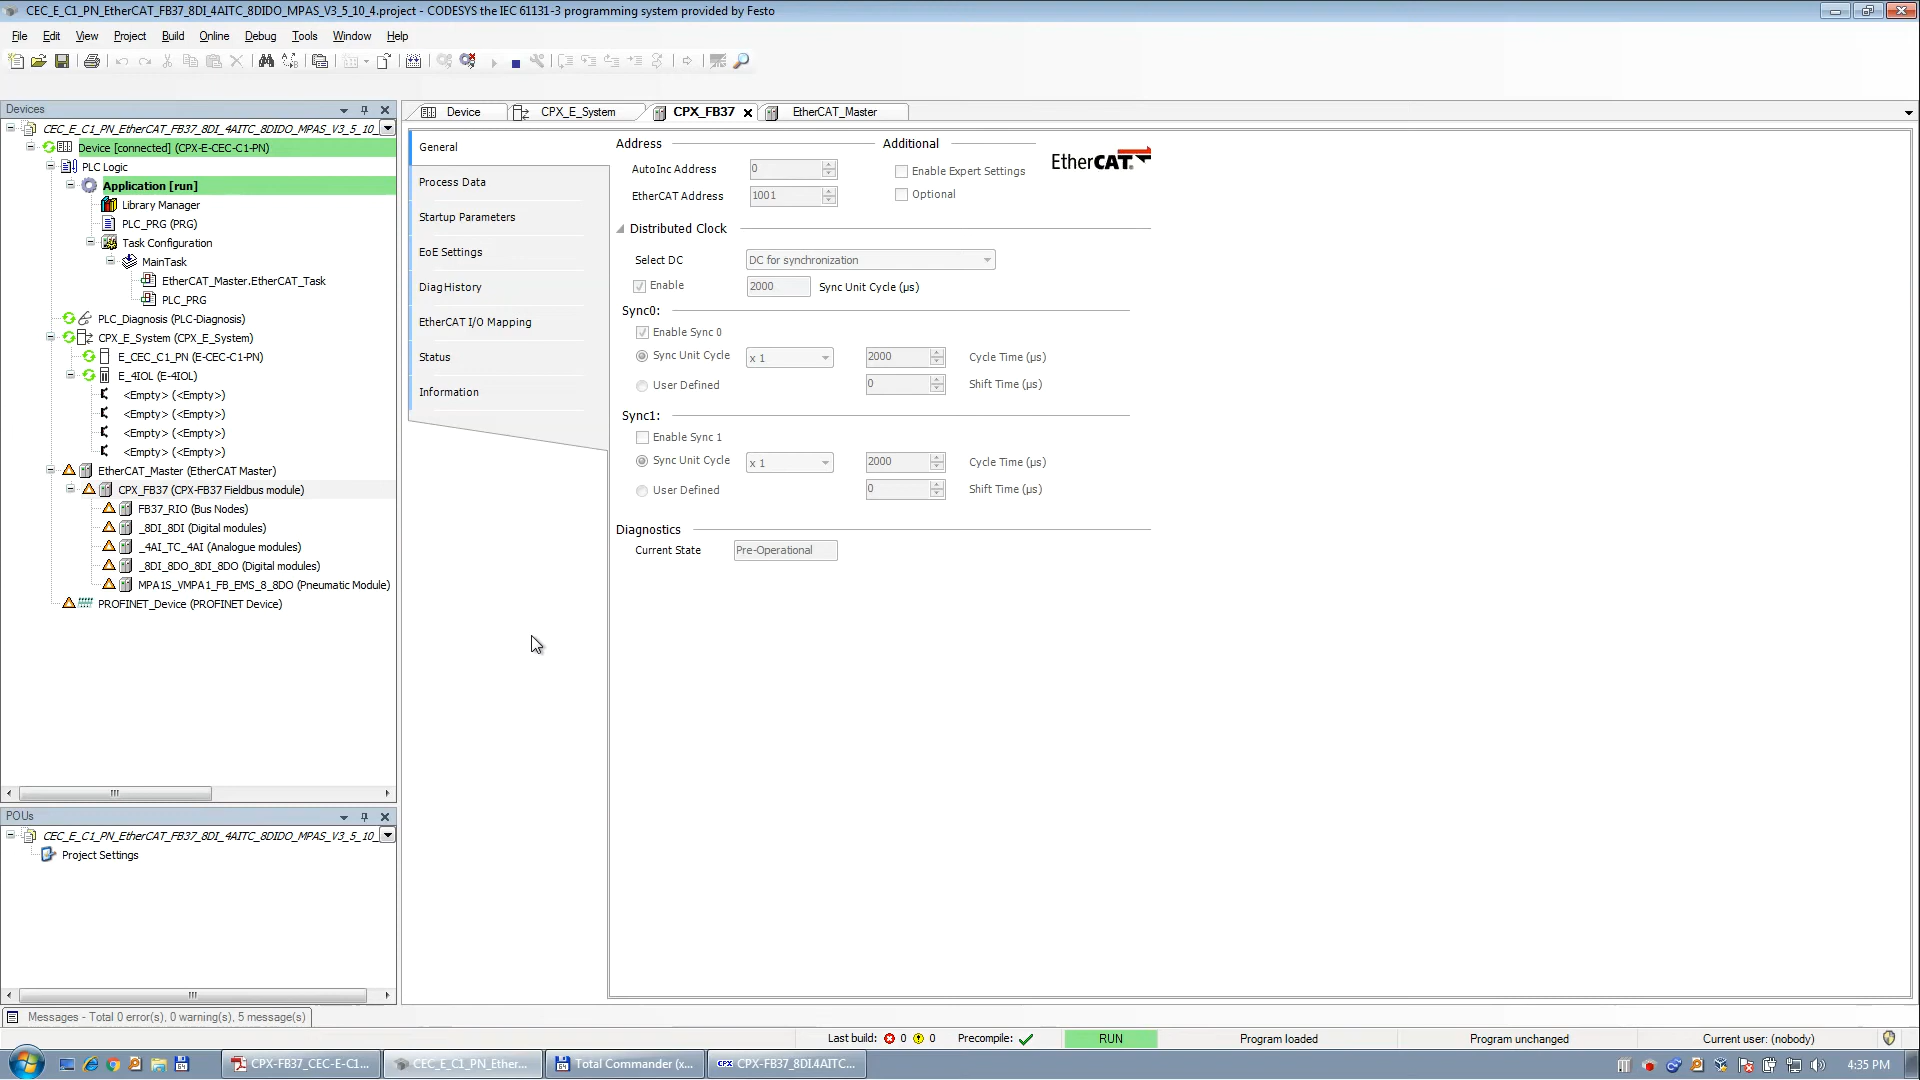 CEC_E_C1_PN_EtherCAT_FB37_8DI_4AITC_8DIDO_MPAS_V3_5_10_4.project - CODESYS the IEC 61131-3 programming system provided by Festo
File Edit View Project Build Online Debug Tools Window Help
Devices
CEC_E_C1_PN_EtherCAT_FB37_8DI_4AITC_8DIDO_MPAS_V3_5_10_
Device [connected] (CPX-E-CEC-C1-PN)
PLC Logic
Application [run]
Library Manager
PLC_PRG (PRG)
Task Configuration
MainTask
EtherCAT_Master.EtherCAT_Task
PLC_PRG
PLC_Diagnosis (PLC-Diagnosis)
CPX_E_System (CPX_E_System)
E_CEC_C1_PN (E-CEC-C1-PN)
E_4IOL (E-4IOL)
<Empty> (<Empty>)
<Empty> (<Empty>)
<Empty> (<Empty>)
<Empty> (<Empty>)
EtherCAT_Master (EtherCAT Master)
CPX_FB37 (CPX-FB37 Fieldbus module)
FB37_RIO (Bus Nodes)
_8DI_8DI (Digital modules)
_4AI_TC_4AI (Analogue modules)
_8DI_8DO_8DI_8DO (Digital modules)
MPA1S_VMPA1_FB_EMS_8_8DO (Pneumatic Module)
PROFINET_Device (PROFINET Device)
POUs
CEC_E_C1_PN_EtherCAT_FB37_8DI_4AITC_8DIDO_MPAS_V3_5_10_
Project Settings
Device CPX_E_System CPX_FB37 EtherCAT_Master
General
Process Data
Startup Parameters
EoE Settings
DiagHistory
EtherCAT I/O Mapping
Status
Information
Address Additional
AutoInc Address 0 Enable Expert Settings
EtherCAT Address 1001 Optional
EtherCAT
Distributed Clock
Select DC DC for synchronization
Enable 2000 Sync Unit Cycle (µs)
Sync0:
Enable Sync 0
Sync Unit Cycle x 1 2000 Cycle Time (µs)
User Defined 0 Shift Time (µs)
Sync1:
Enable Sync 1
Sync Unit Cycle x 1 2000 Cycle Time (µs)
User Defined 0 Shift Time (µs)
Diagnostics
Current State Pre-Operational
Messages - Total 0 error(s), 0 warning(s), 5 message(s)
Last build: 0 0 Precompile: RUN Program loaded Program unchanged Current user: (nobody)
CPX-FB37_CEC-E-C1... CEC_E_C1_PN_Ether... Total Commander (x... CPX CPX-FB37_8DI.4AITC... 4:35 PM